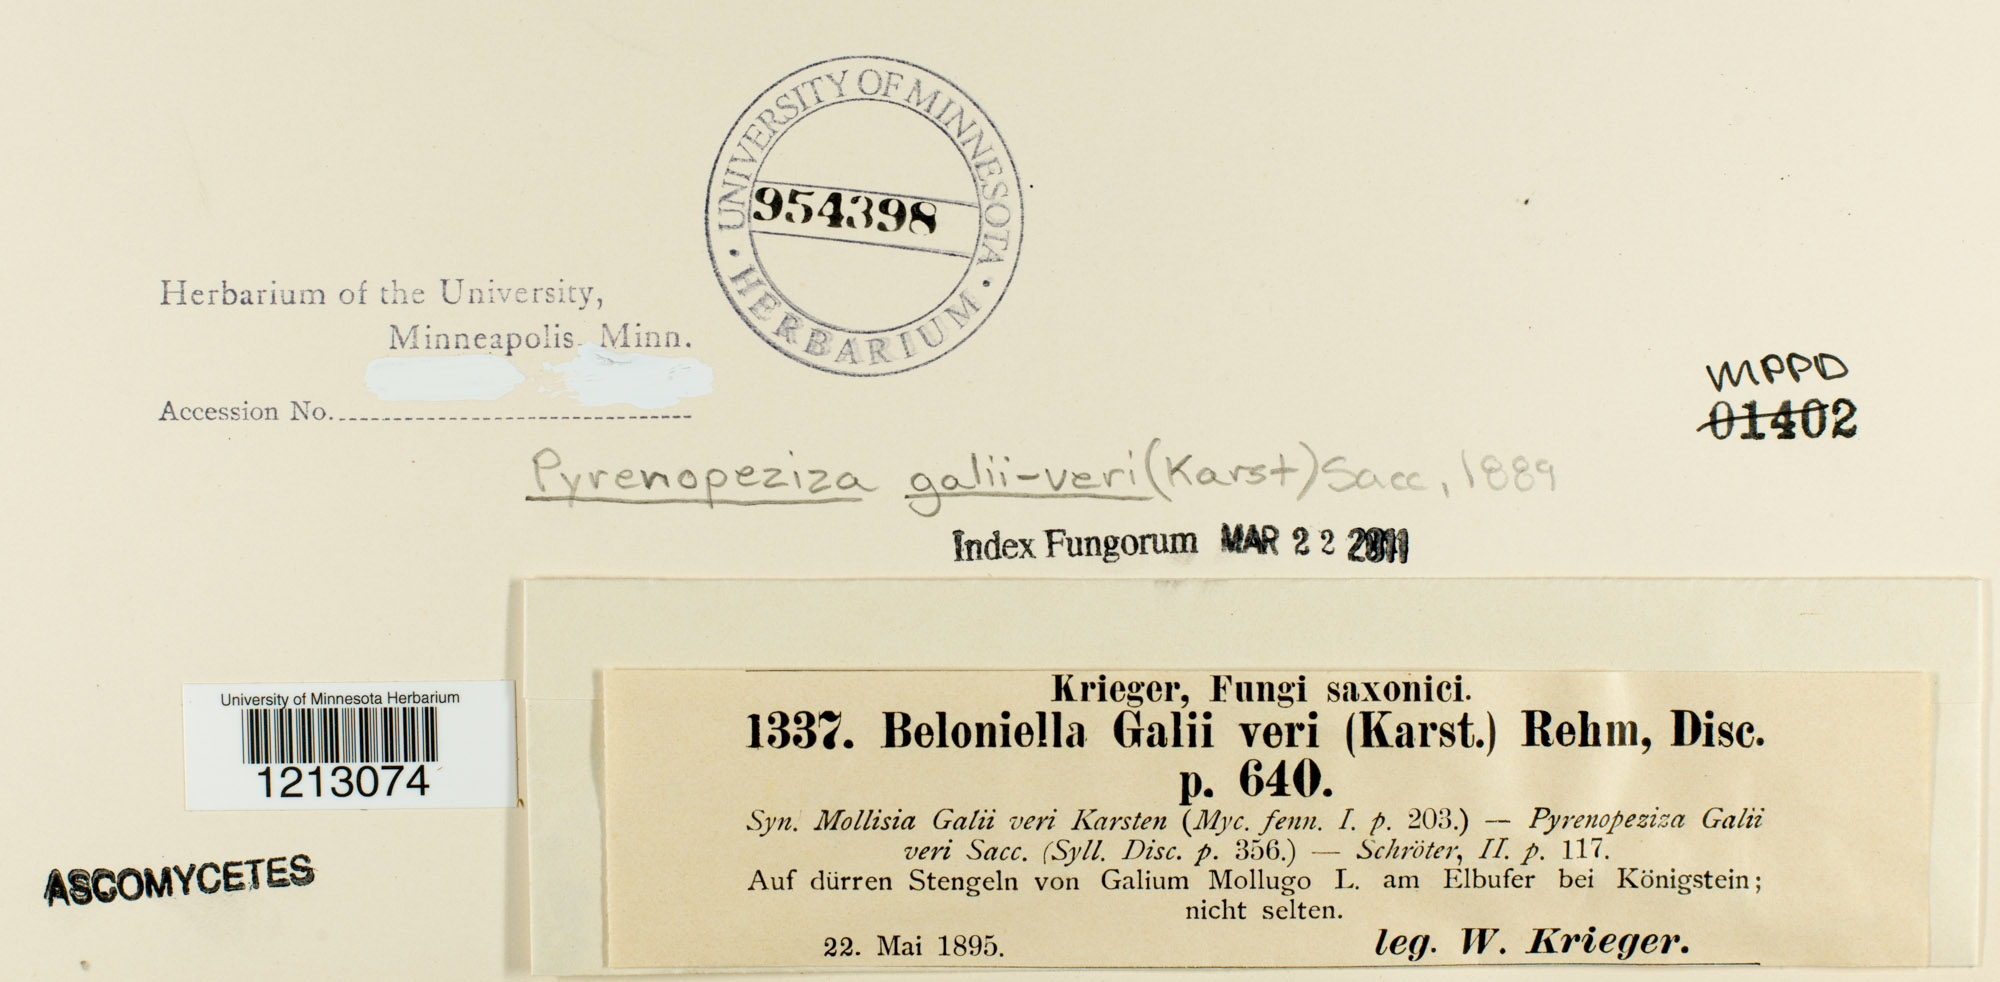 UNIVERSITY OF MINNESOTA
954398
· HERBARIUM ·
Herbarium of the University,
Minneapolis, Minn.
Accession No.
MPPD
01402
Pyrenopeziza galii-veri (Karst) Sacc, 1889
Index Fungorum MAR 22 2011
University of Minnesota Herbarium
1213074
ASCOMYCETES
Krieger, Fungi saxonici.
1337. Beloniella Galii veri (Karst.) Rehm, Disc.
p. 640.
Syn. Mollisia Galii veri Karsten (Myc. fenn. I. p. 203.) — Pyrenopeziza Galii
veri Sacc. (Syll. Disc. p. 356.) — Schröter, II. p. 117.
Auf dürren Stengeln von Galium Mollugo L. am Elbufer bei Königstein;
nicht selten.
22. Mai 1895.
leg. W. Krieger.